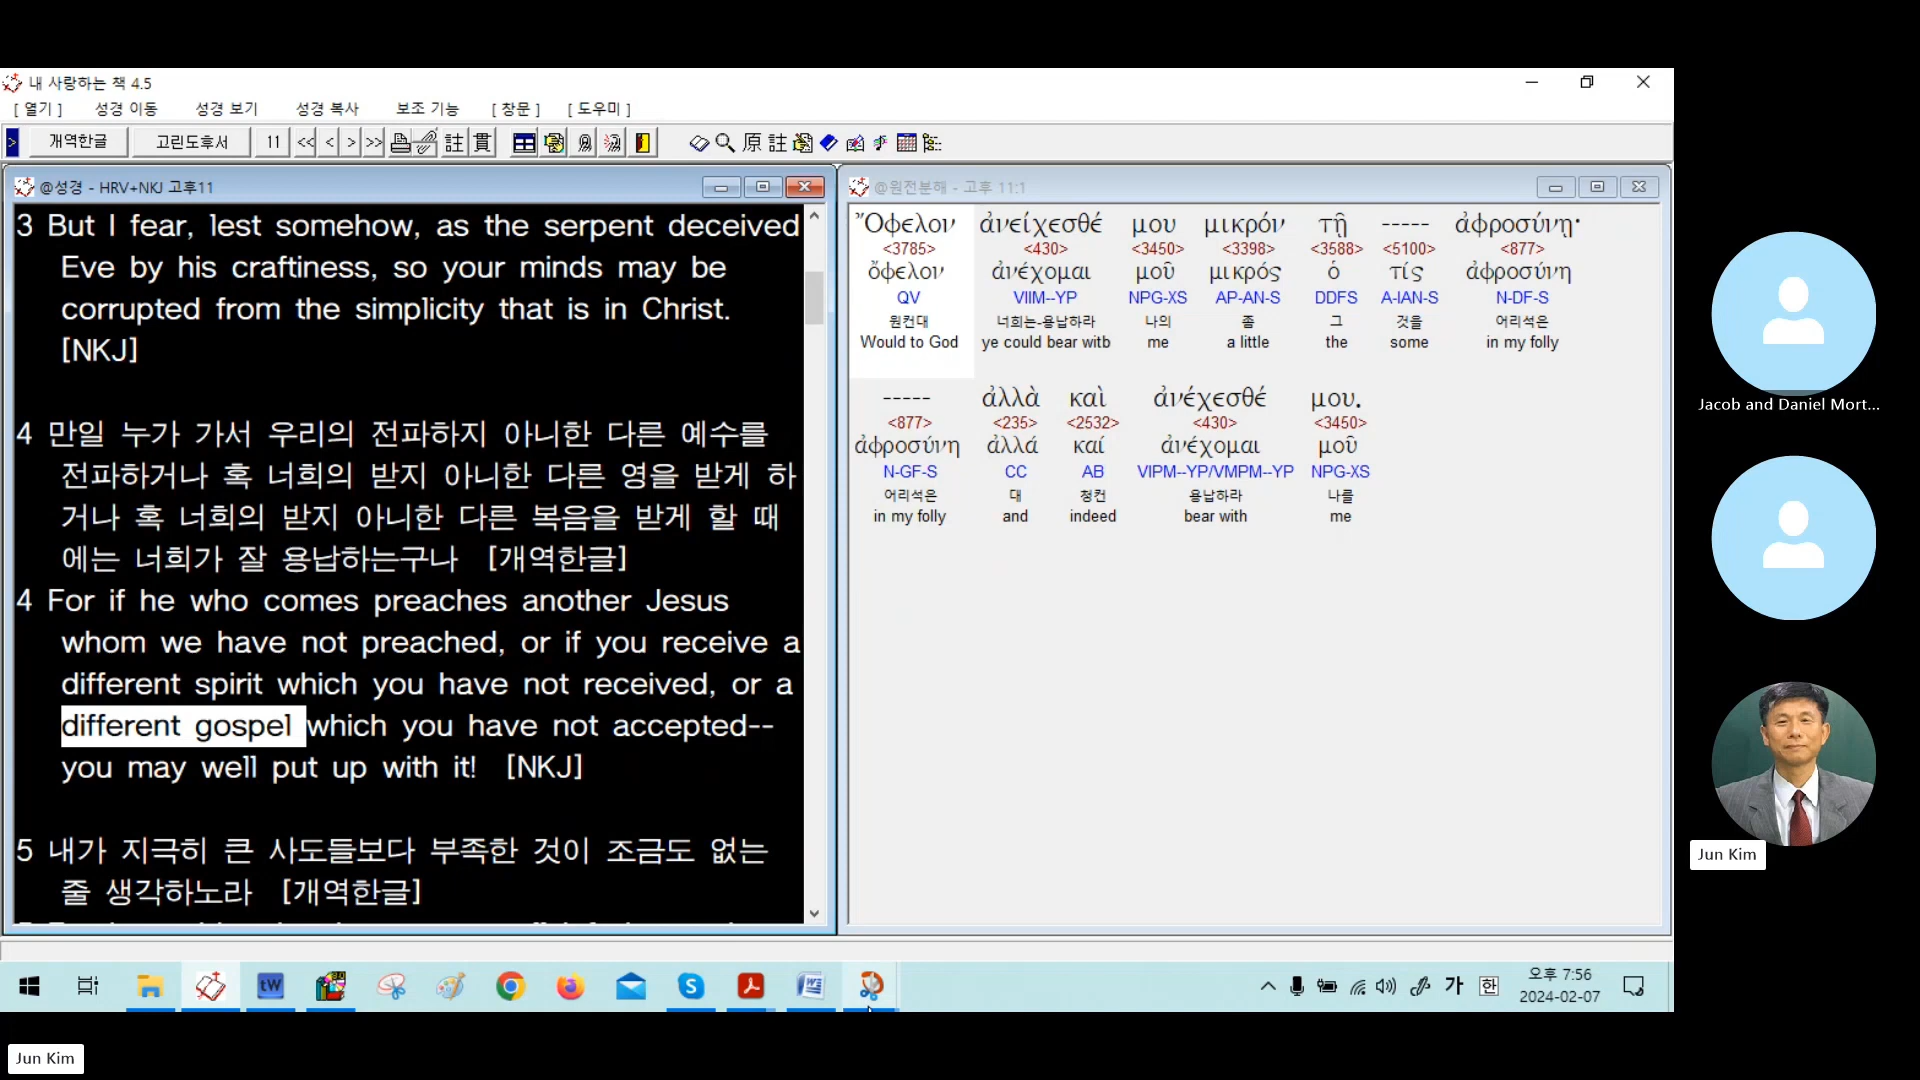 내 사랑하는 책 4.5
[ 열기 ] 성경 이동 성경 보기 성경 복사 보조 기능 [ 창문 ] [ 도우미 ]
개역한글 고린도후서 11 << < > >> 註 貫 原 註
@성경 - HRV+NKJ 고후11
3 But I fear, lest somehow, as the serpent deceived
Eve by his craftiness, so your minds may be
corrupted from the simplicity that is in Christ.
[NKJ]
4 만일 누가 가서 우리의 전파하지 아니한 다른 예수를
전파하거나 혹 너희의 받지 아니한 다른 영을 받게 하
거나 혹 너희의 받지 아니한 다른 복음을 받게 할 때
에는 너희가 잘 용납하는구나 [개역한글]
4 For if he who comes preaches another Jesus
whom we have not preached, or if you receive a
different spirit which you have not received, or a
different gospel which you have not accepted--
you may well put up with it! [NKJ]
5 내가 지극히 큰 사도들보다 부족한 것이 조금도 없는
줄 생각하노라 [개역한글]
@원전분해 - 고후 11:1
Ὄφελον ἀνείχεσθέ μου μικρόν τῇ ----- ἀφροσύνῃ·
<3785> <430> <3450> <3398> <3588> <5100> <877>
ὄφελον ἀνέχομαι μοῦ μικρός ὁ τίς ἀφροσύνη
QV VIIM--YP NPG-XS AP-AN-S DDFS A-IAN-S N-DF-S
원컨대 너희는-용납하라 나의 좀 그 것을 어리석은
Would to God ye could bear witb me a little the some in my folly
----- ἀλλὰ καὶ ἀνέχεσθέ μου.
<877> <235> <2532> <430> <3450>
ἀφροσύνη ἀλλά καί ἀνέχομαι μοῦ
N-GF-S CC AB VIPM--YP/VMPM--YP NPG-XS
어리석은 대 청컨 용납하라 나를
in my folly and indeed bear with me
Jacob and Daniel Mort...
Jun Kim
가 한 오후 7:56
2024-02-07
Jun Kim